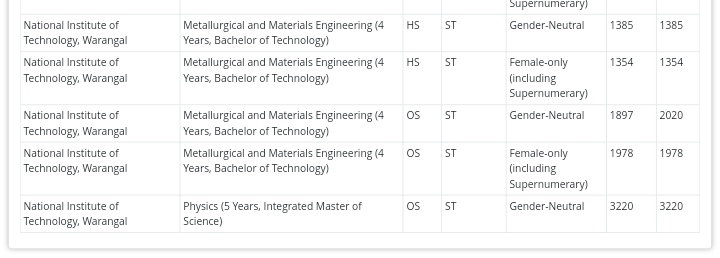 Supernumerary)
National Institute of Technology, Warangal Metallurgical and Materials Engineering (4 Years, Bachelor of Technology) HS ST Gender-Neutral 1385 1385
National Institute of Technology, Warangal Metallurgical and Materials Engineering (4 Years, Bachelor of Technology) HS ST Female-only (including Supernumerary) 1354 1354
National Institute of Technology, Warangal Metallurgical and Materials Engineering (4 Years, Bachelor of Technology) OS ST Gender-Neutral 1897 2020
National Institute of Technology, Warangal Metallurgical and Materials Engineering (4 Years, Bachelor of Technology) OS ST Female-only (including Supernumerary) 1978 1978
National Institute of Technology, Warangal Physics (5 Years, Integrated Master of Science) OS ST Gender-Neutral 3220 3220